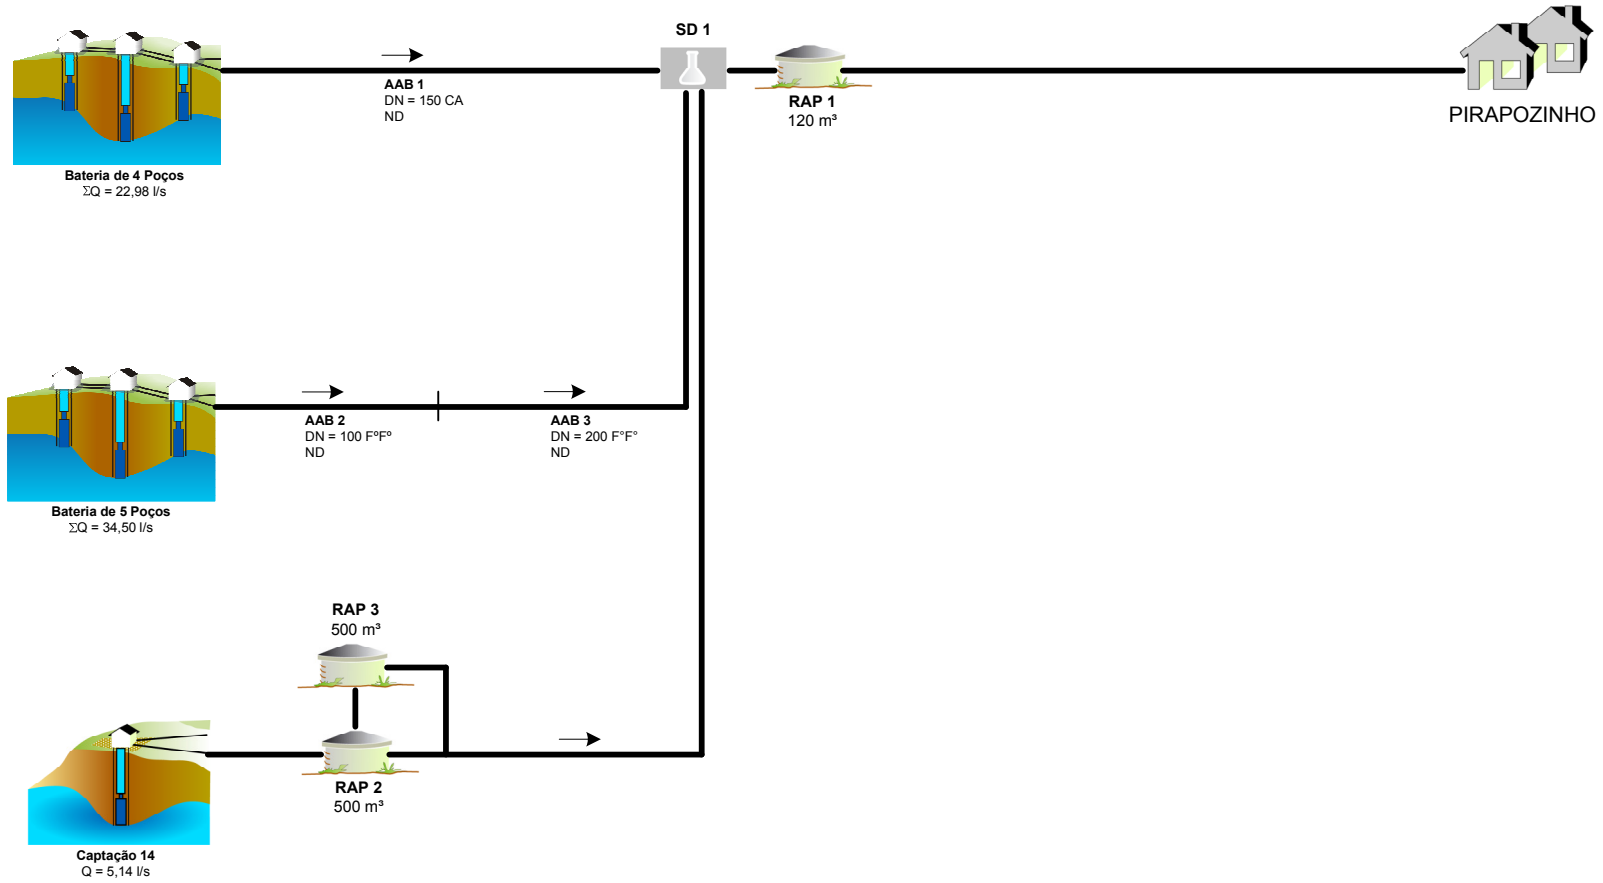 SD 1
AAB 1
DN = 150 CA
ND
RAP 1
120 m³
PIRAPOZINHO
Bateria de 4 Poços
ΣQ = 22,98 l/s
AAB 2
DN = 100 FºFº
ND
AAB 3
DN = 200 F°F°
ND
Bateria de 5 Poços
ΣQ = 34,50 l/s
RAP 3
500 m³
RAP 2
500 m³
Captação 14
Q = 5,14 l/s